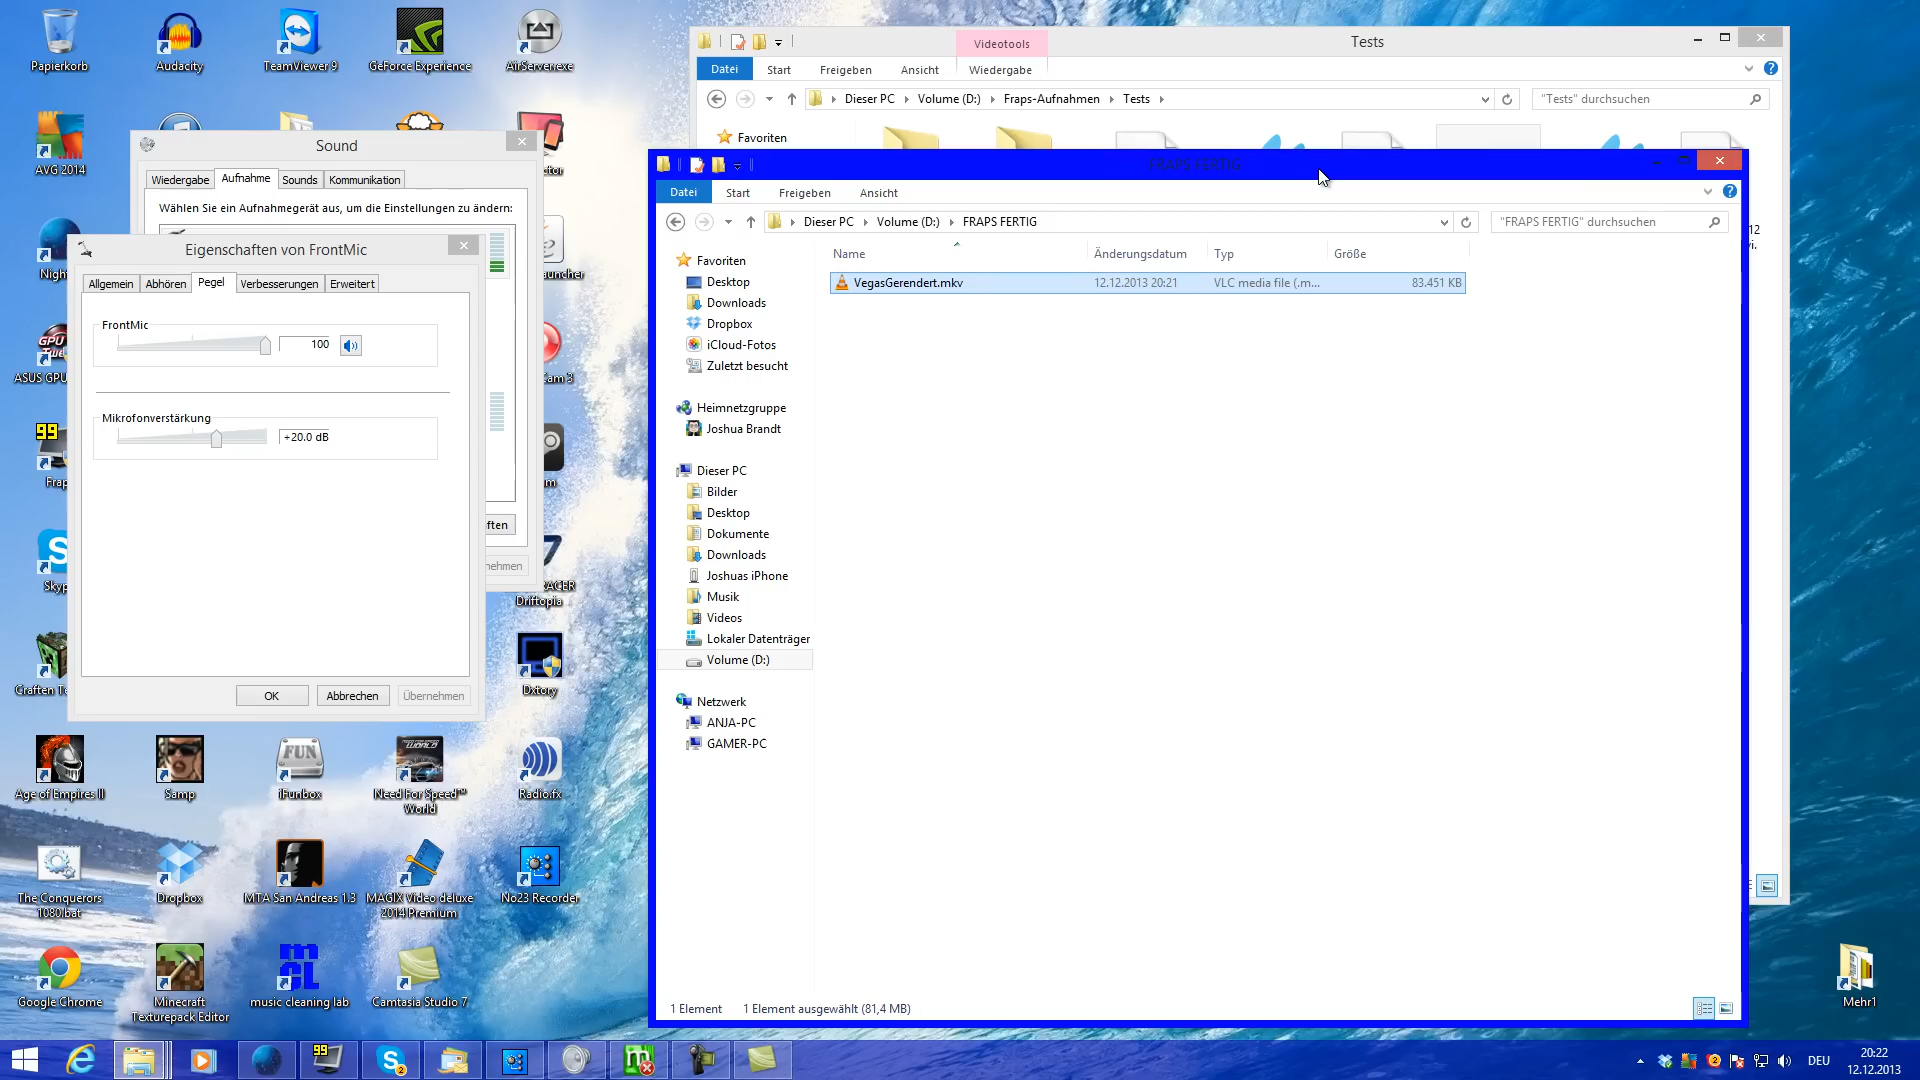 Papierkorb
Audacity
TeamViewer 9
GeForce Experience
AirServer.exe
AVG 2014
Tests
Videotools
Datei
Start
Freigeben
Ansicht
Wiedergabe
Dieser PC
Volume (D:)
Fraps-Aufnahmen
Tests
"Tests" durchsuchen
Favoriten
Sound
Wiedergabe
Aufnahme
Sounds
Kommunikation
Wählen Sie ein Aufnahmegerät aus, um die Einstellungen zu ändern:
Eigenschaften von FrontMic
Allgemein
Abhören
Pegel
Verbesserungen
Erweitert
FrontMic
100
Mikrofonverstärkung
+20.0 dB
OK
Abbrechen
Übernehmen
FRAPS FERTIG
Datei
Start
Freigeben
Ansicht
Dieser PC
Volume (D:)
FRAPS FERTIG
"FRAPS FERTIG" durchsuchen
Name
Änderungsdatum
Typ
Größe
VegasGerendert.mkv
12.12.2013 20:21
VLC media file (.m...
83.451 KB
Favoriten
Desktop
Downloads
Dropbox
iCloud-Fotos
Zuletzt besucht
Heimnetzgruppe
Joshua Brandt
Dieser PC
Bilder
Desktop
Dokumente
Downloads
Joshuas iPhone
Musik
Videos
Lokaler Datenträger
Volume (D:)
Netzwerk
ANJA-PC
GAMER-PC
1 Element
1 Element ausgewählt (81,4 MB)
Driftopia
Dxtory
Age of Empires II
Samp
iFunbox
Need For Speed™
World
Radio.fx
The Conquerors
1080.bat
Dropbox
MTA San Andreas 1.3
MAGIX Video deluxe
2014 Premium
No23 Recorder
Google Chrome
Minecraft
Texturepack Editor
music cleaning lab
Camtasia Studio 7
Mehr1
DEU
20:22
12.12.2013